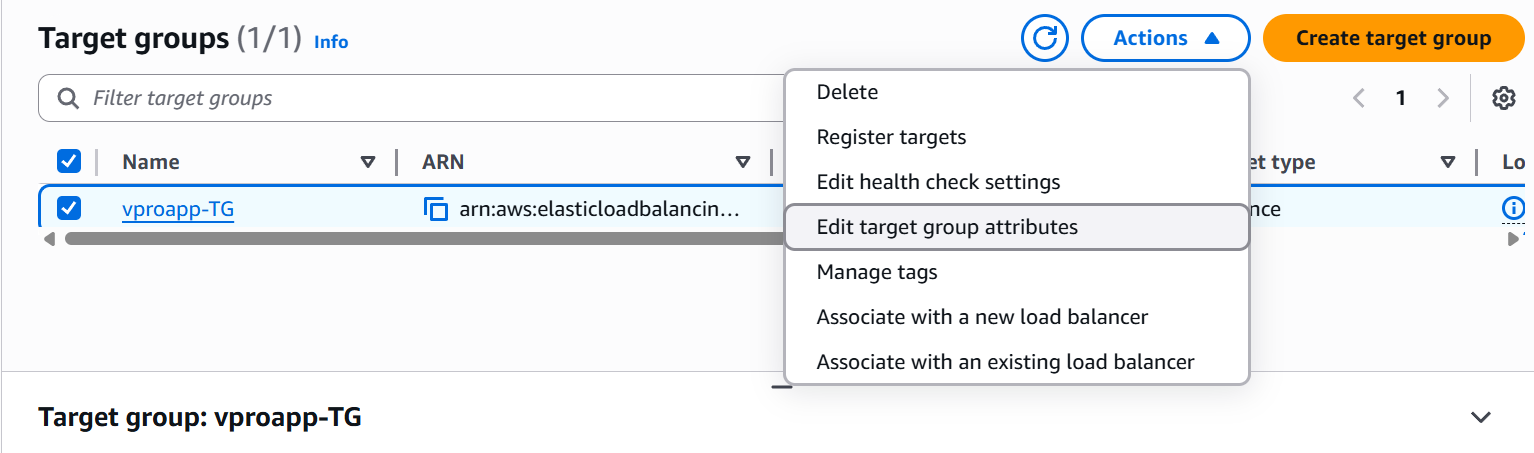 Target groups (1/1) Info
Actions
Create target group
Filter target groups
1
Delete
Register targets
Edit health check settings
Edit target group attributes
Manage tags
Associate with a new load balancer
Associate with an existing load balancer
Name ARN et type Lo
vproapp-TG arn:aws:elasticloadbalancin… nce
Target group: vproapp-TG